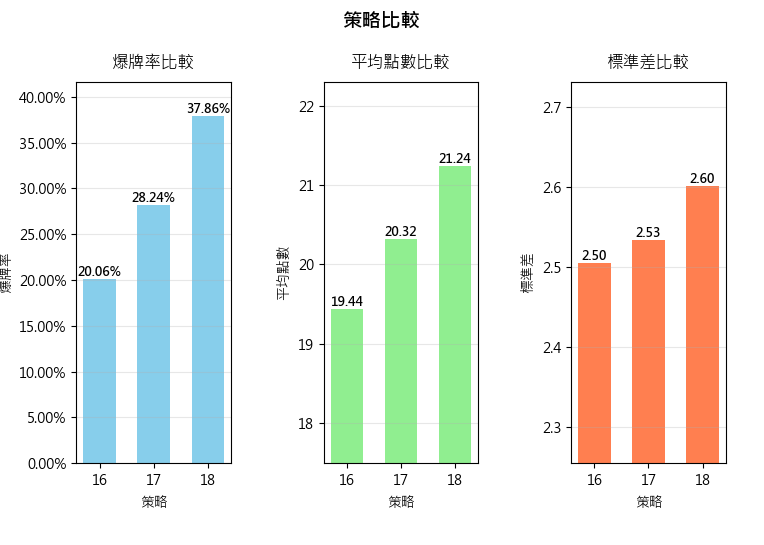 策略比較
爆牌率比較
40.00%
35.00%
30.00%
25.00%
20.00%
15.00%
10.00%
5.00%
0.00%
爆牌率
20.06%
28.24%
37.86%
16 17 18
策略
平均點數比較
22
21
20
19
18
平均點數
19.44
20.32
21.24
16 17 18
策略
標準差比較
2.7
2.6
2.5
2.4
2.3
標準差
2.50
2.53
2.60
16 17 18
策略